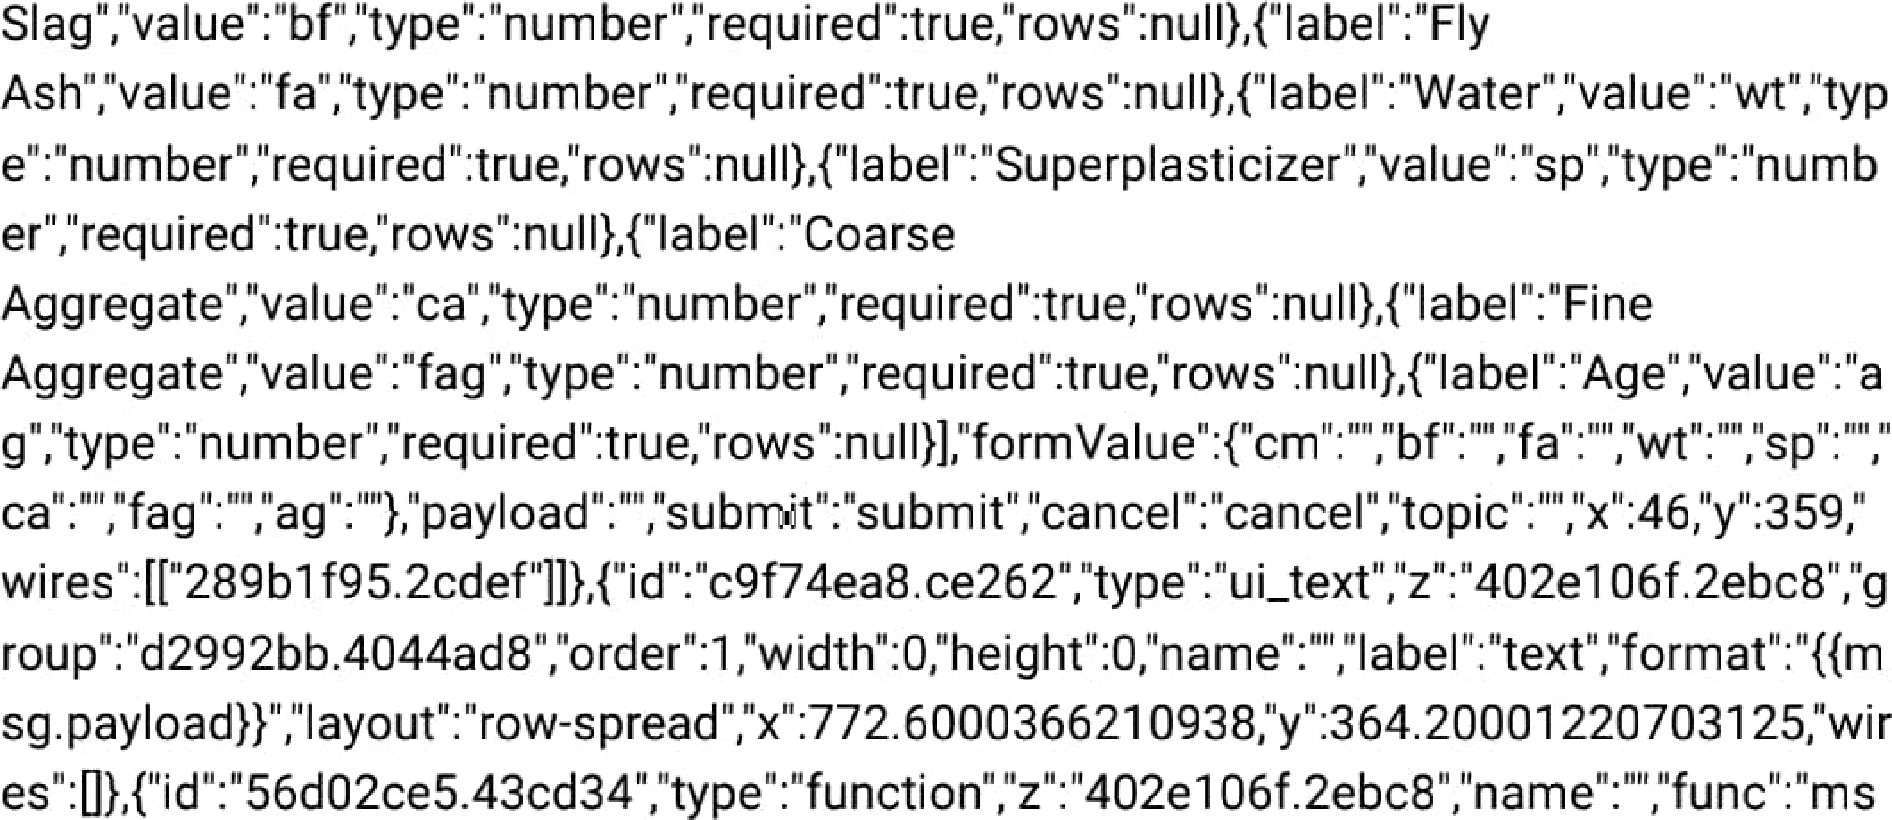 Slag","value":"bf","type":"number","required":true,"rows":null},{"label":"Fly
Ash","value":"fa","type":"number","required":true,"rows":null},{"label":"Water","value":"wt","typ
e":"number","required":true,"rows":null},{"label":"Superplasticizer","value":"sp","type":"numb
er","required":true,"rows":null},{"label":"Coarse
Aggregate","value":"ca","type":"number","required":true,"rows":null},{"label":"Fine
Aggregate","value":"fag","type":"number","required":true,"rows":null},{"label":"Age","value":"a
g","type":"number","required":true,"rows":null}],"formValue":{"cm":"","bf":"","fa":"","wt":"","sp":"","
ca":"","fag":"","ag":""},"payload":"","submit":"submit","cancel":"cancel","topic":"","x":46,"y":359,"
wires":[["289b1f95.2cdef"]]},{"id":"c9f74ea8.ce262","type":"ui_text","z":"402e106f.2ebc8","g
roup":"d2992bb.4044ad8","order":1,"width":0,"height":0,"name":"","label":"text","format":"{{m
sg.payload}}","layout":"row-spread","x":772.6000366210938,"y":364.20001220703125,"wir
es":[]},{"id":"56d02ce5.43cd34","type":"function","z":"402e106f.2ebc8","name":"","func":"ms